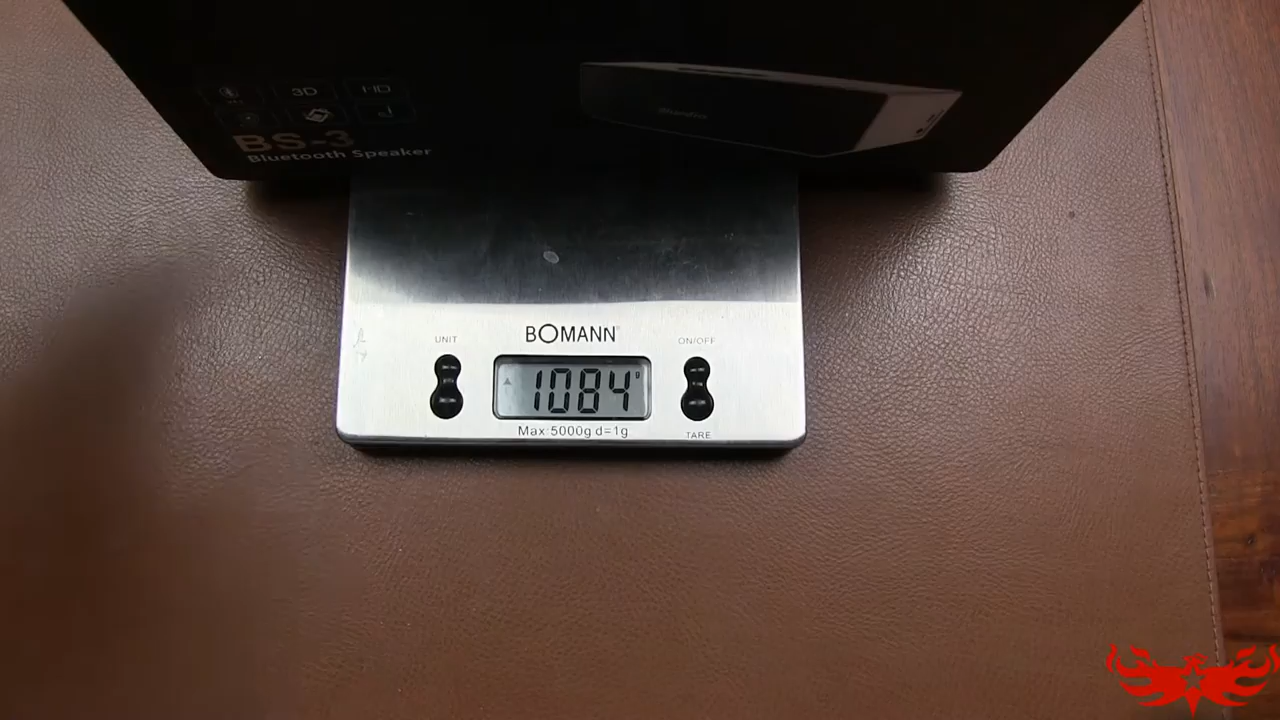 3D HD
BS-3
Bluetooth Speaker
UNIT
BOMANN®
ON/OFF
1084 g
Max:5000g d=1g
TARE